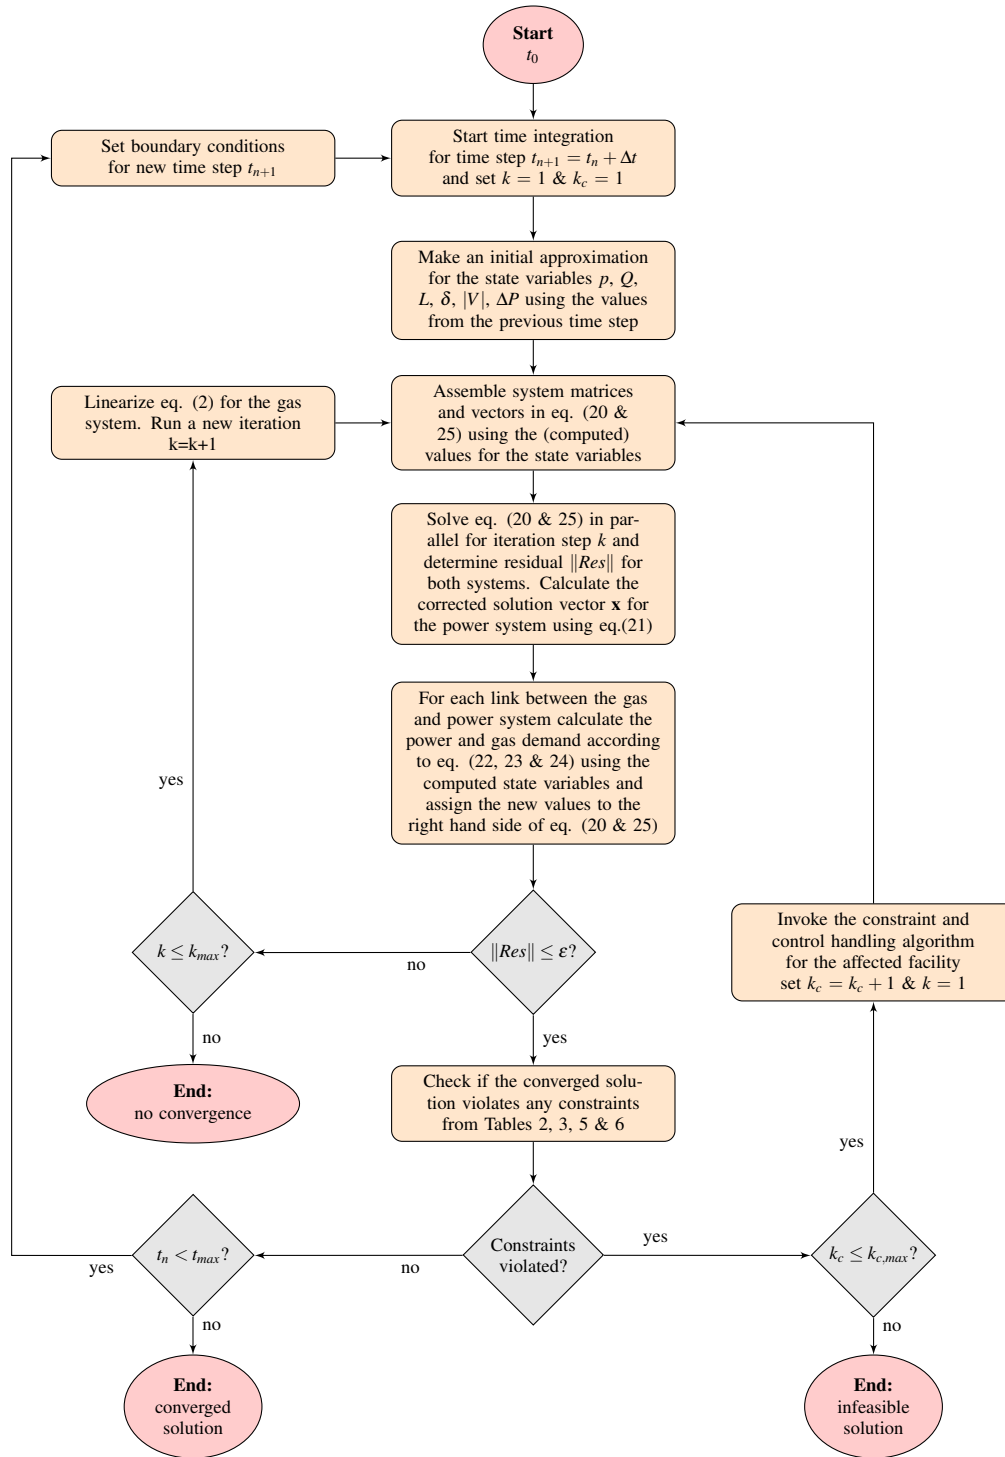 Start
t₀
Set boundary conditions
for new time step tₙ₊₁
Start time integration
for time step tₙ₊₁ = tₙ + Δt
and set k = 1 & k_c = 1
Make an initial approximation
for the state variables p, Q,
L, δ, |V|, ΔP using the values
from the previous time step
Linearize eq. (2) for the gas
system. Run a new iteration
k=k+1
Assemble system matrices
and vectors in eq. (20 &
25) using the (computed)
values for the state variables
Solve eq. (20 & 25) in par-
allel for iteration step k and
determine residual ‖Res‖ for
both systems. Calculate the
corrected solution vector x for
the power system using eq.(21)
For each link between the gas
and power system calculate the
power and gas demand according
to eq. (22, 23 & 24) using the
computed state variables and
assign the new values to the
right hand side of eq. (20 & 25)
yes
k ≤ k_max?
no
‖Res‖ ≤ ε?
Invoke the constraint and
control handling algorithm
for the affected facility
set k_c = k_c + 1 & k = 1
no
yes
End:
no convergence
Check if the converged solu-
tion violates any constraints
from Tables 2, 3, 5 & 6
yes
tₙ < t_max?
yes
no
Constraints
violated?
yes
k_c ≤ k_c,max?
no
no
End:
converged
solution
End:
infeasible
solution